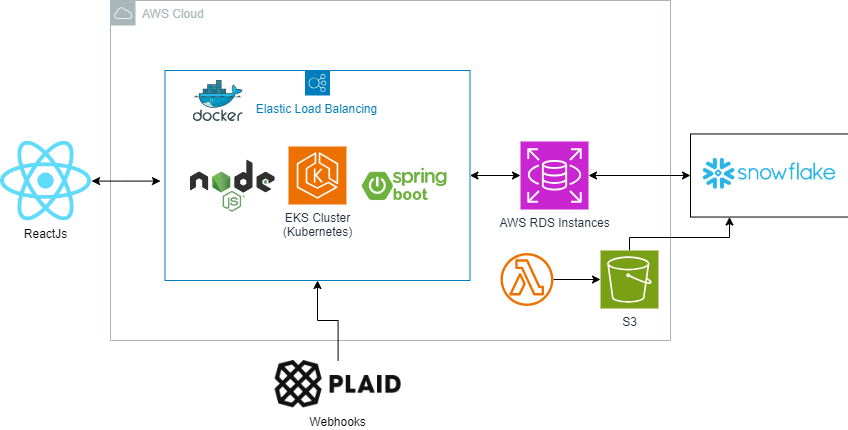 AWS Cloud
docker
Elastic Load Balancing
node
JS
EKS Cluster
(Kubernetes)
spring
boot
ReactJs
AWS RDS Instances
snowflake
S3
PLAID
Webhooks